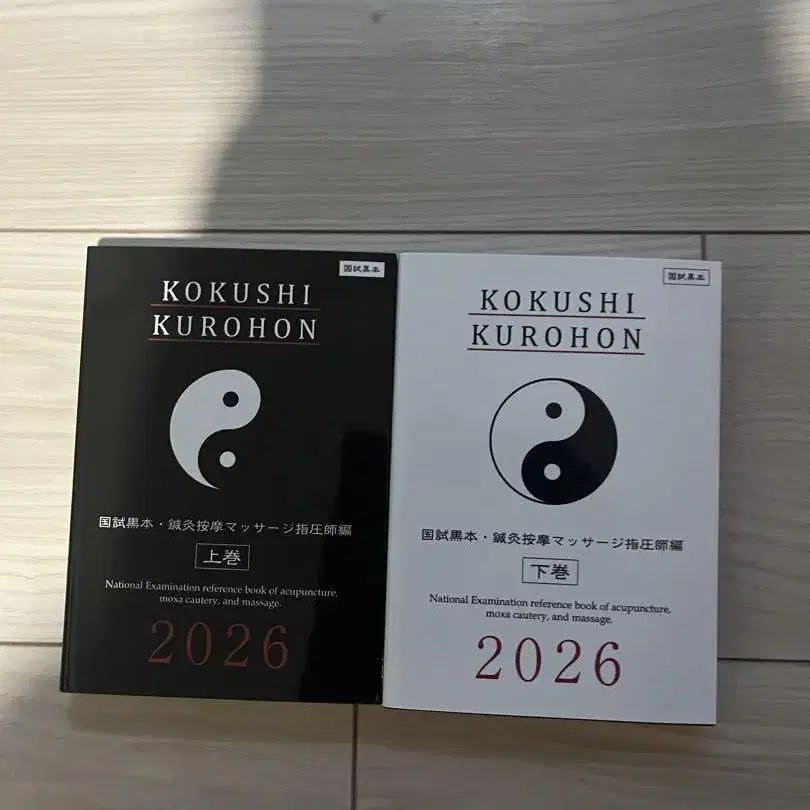 国試黒本
KOKUSHI
KUROHON
国試黒本・鍼灸按摩マッサージ指圧師編
上巻
National Examination reference book of acupuncture,
moxa cautery, and massage.
2026
国試黒本
KOKUSHI
KUROHON
国試黒本・鍼灸按摩マッサージ指圧師編
下巻
National Examination reference book of acupuncture,
moxa cautery, and massage.
2026